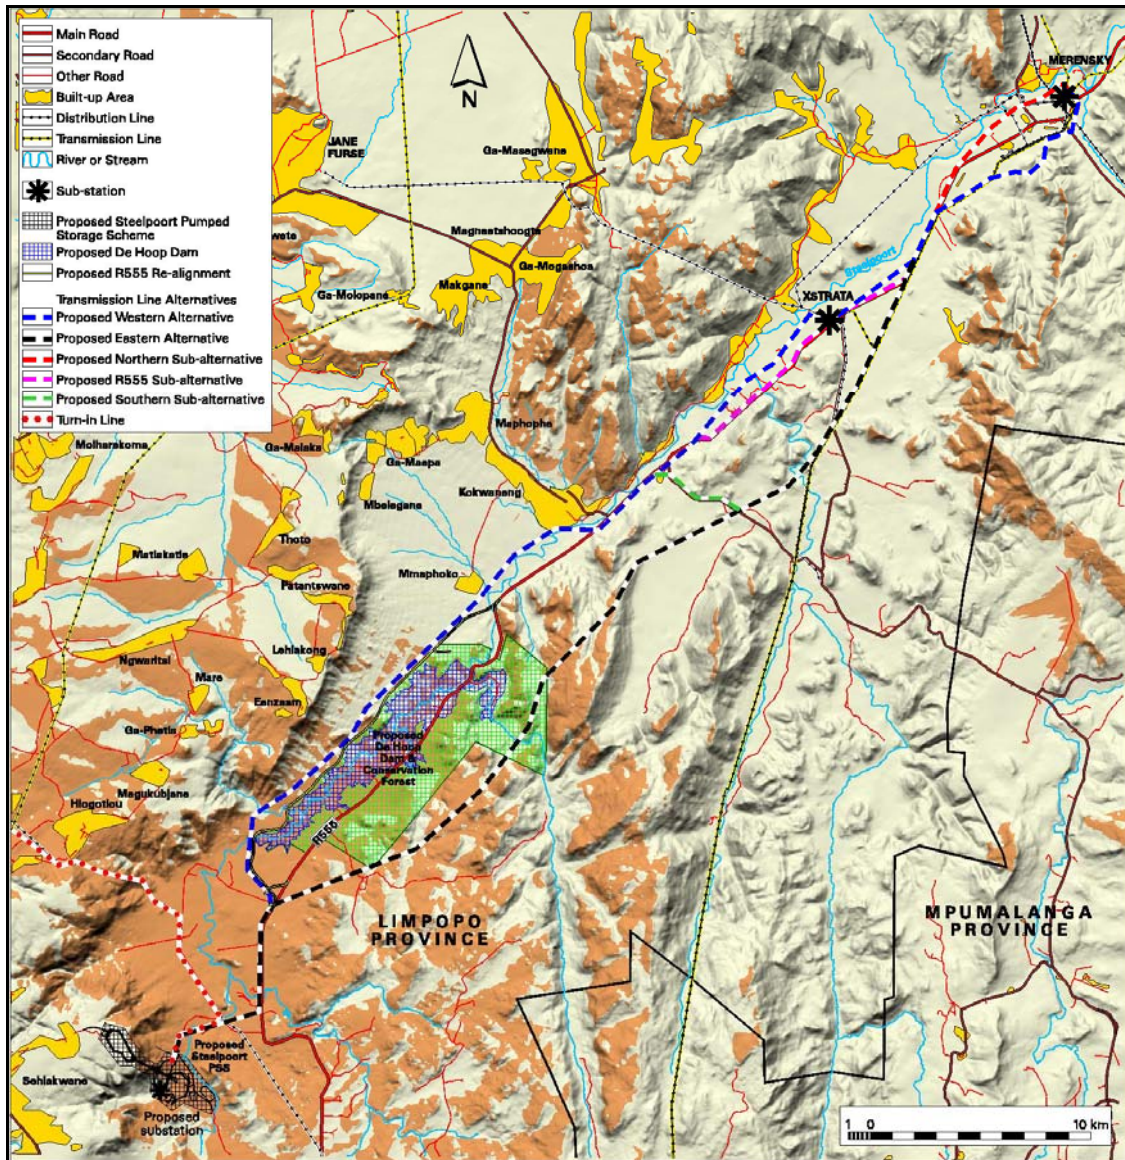 Main Road
Secondary Road
Other Road
Built-up Area
Distribution Line
Transmission Line
River or Stream
Sub-station
Proposed Steelpoort Pumped
Storage Scheme
Proposed De Hoop Dam
Proposed R555 Re-alignment
Transmission Line Alternatives
Proposed Western Alternative
Proposed Eastern Alternative
Proposed Northern Sub-alternative
Proposed R555 Sub-alternative
Proposed Southern Sub-alternative
Turn-in Line
N
MERENSKY
JANE
FURSE
Ga-Masegwana
Magnaatshoogte
Ga-Mogashoa
Makgane
Ga-Molopane
Steelpoort
XSTRATA
Maphopha
Ga-Malaka
Ga-Maapa
Kokwaneng
Mbelegane
Thoto
Matlakatle
Patantswane
Mmaphoko
Lehlakong
Ngwaritsi
Mare
Eenzaam
Ga-Phatla
Proposed
De Hoop
Dam &
Conservation
Forest
Magukubjane
Hlogotlou
R555
LIMPOPO
PROVINCE
MPUMALANGA
PROVINCE
Proposed
Steelpoort
PSS
Sehlakwane
Proposed
substation
1 0 10 km